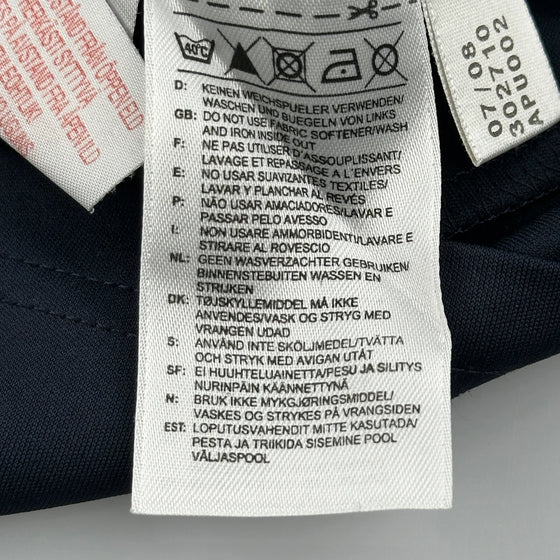 40°C
D: KEINEN WEICHSPUELER VERWENDEN/
WASCHEN UND BUEGELN VON LINKS
GB: DO NOT USE FABRIC SOFTENER/WASH
AND IRON INSIDE OUT
F: NE PAS UTILISER D'ASSOUPLISSANT/
LAVAGE ET REPASSAGE A L'ENVERS
E: NO USAR SUAVIZANTES TEXTILES/
LAVAR Y PLANCHAR AL REVÉS
P: NÃO USAR AMACIADORES/LAVAR E
PASSAR PELO AVESSO
I: NON USARE AMMORBIDENTI/LAVARE E
STIRARE AL ROVESCIO
NL: GEEN WASVERZACHTER GEBRUIKEN/
BINNENSTEBUITEN WASSEN EN
STRIJKEN
DK: TØJSKYLLEMIDDEL MÅ IKKE
ANVENDES/VASK OG STRYG MED
VRANGEN UDAD
S: ANVÄND INTE SKÖLJMEDEL/TVÄTTA
OCH STRYK MED AVIGAN UTÅT
SF: EI HUUHTELUAINETTA/PESU JA SILITYS
NURINPÄIN KÄÄNNETTYNÄ
N: BRUK IKKE MYKGJØRINGSMIDDEL/
VASKES OG STRYKES PÅ VRANGSIDEN
EST: LOPUTUSVAHENDIT MITTE KASUTADA/
PESTA JA TRIIKIDA SISEMINE POOL
VÄLJASPOOL
07/08
302710
APU002